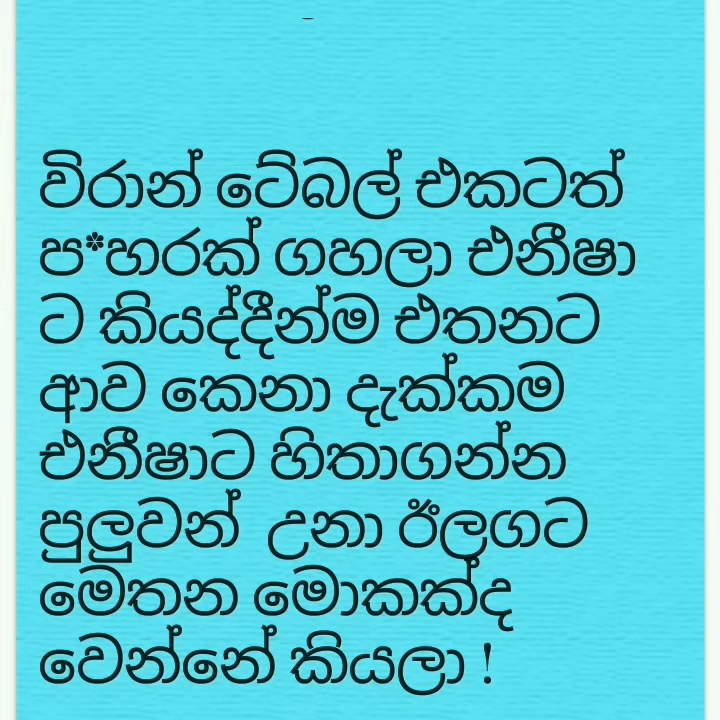 විරාන් ටේබල් එකටත්
ප*හරක් ගහලා එනීෂා
ට කියද්දීන්ම එතනට
ආව කෙනා දැක්කම
එනීෂාට හිතාගන්න
පුලුවන්  උනා ඊලගට
මෙතන මොකක්ද
වෙන්නේ කියලා !